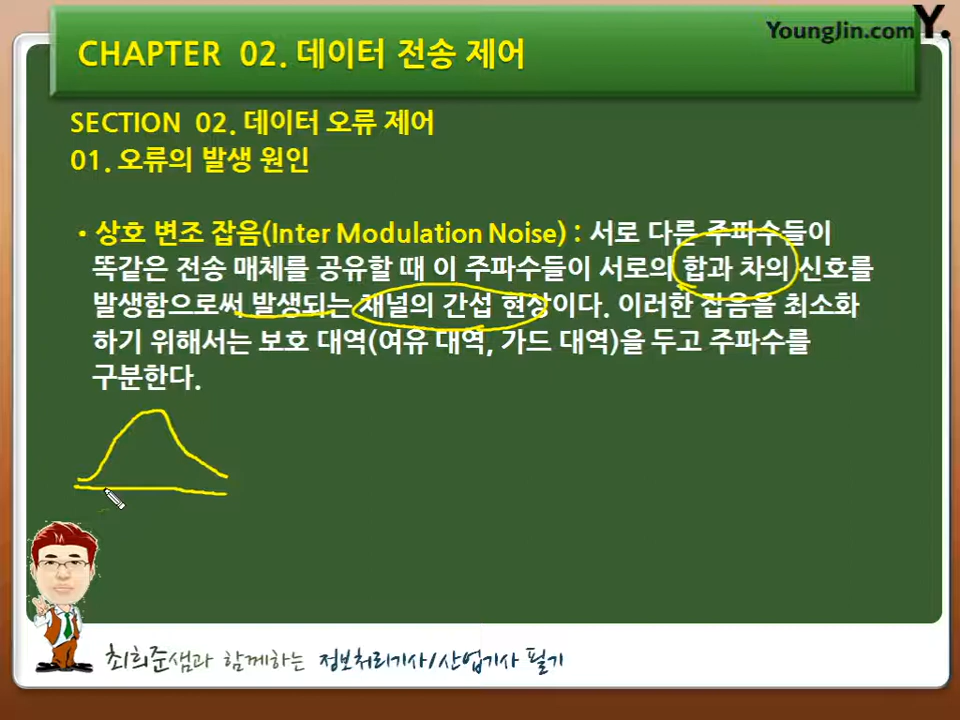 YoungJin.com Y.
CHAPTER 02. 데이터 전송 제어
SECTION 02. 데이터 오류 제어
01. 오류의 발생 원인
• 상호 변조 잡음(Inter Modulation Noise) : 서로 다른 주파수들이
똑같은 전송 매체를 공유할 때 이 주파수들이 서로의 합과 차의 신호를
발생함으로써 발생되는 채널의 간섭 현상이다. 이러한 잡음을 최소화
하기 위해서는 보호 대역(여유 대역, 가드 대역)을 두고 주파수를
구분한다.
최희준샘과 함께하는 정보처리기사/산업기사 필기